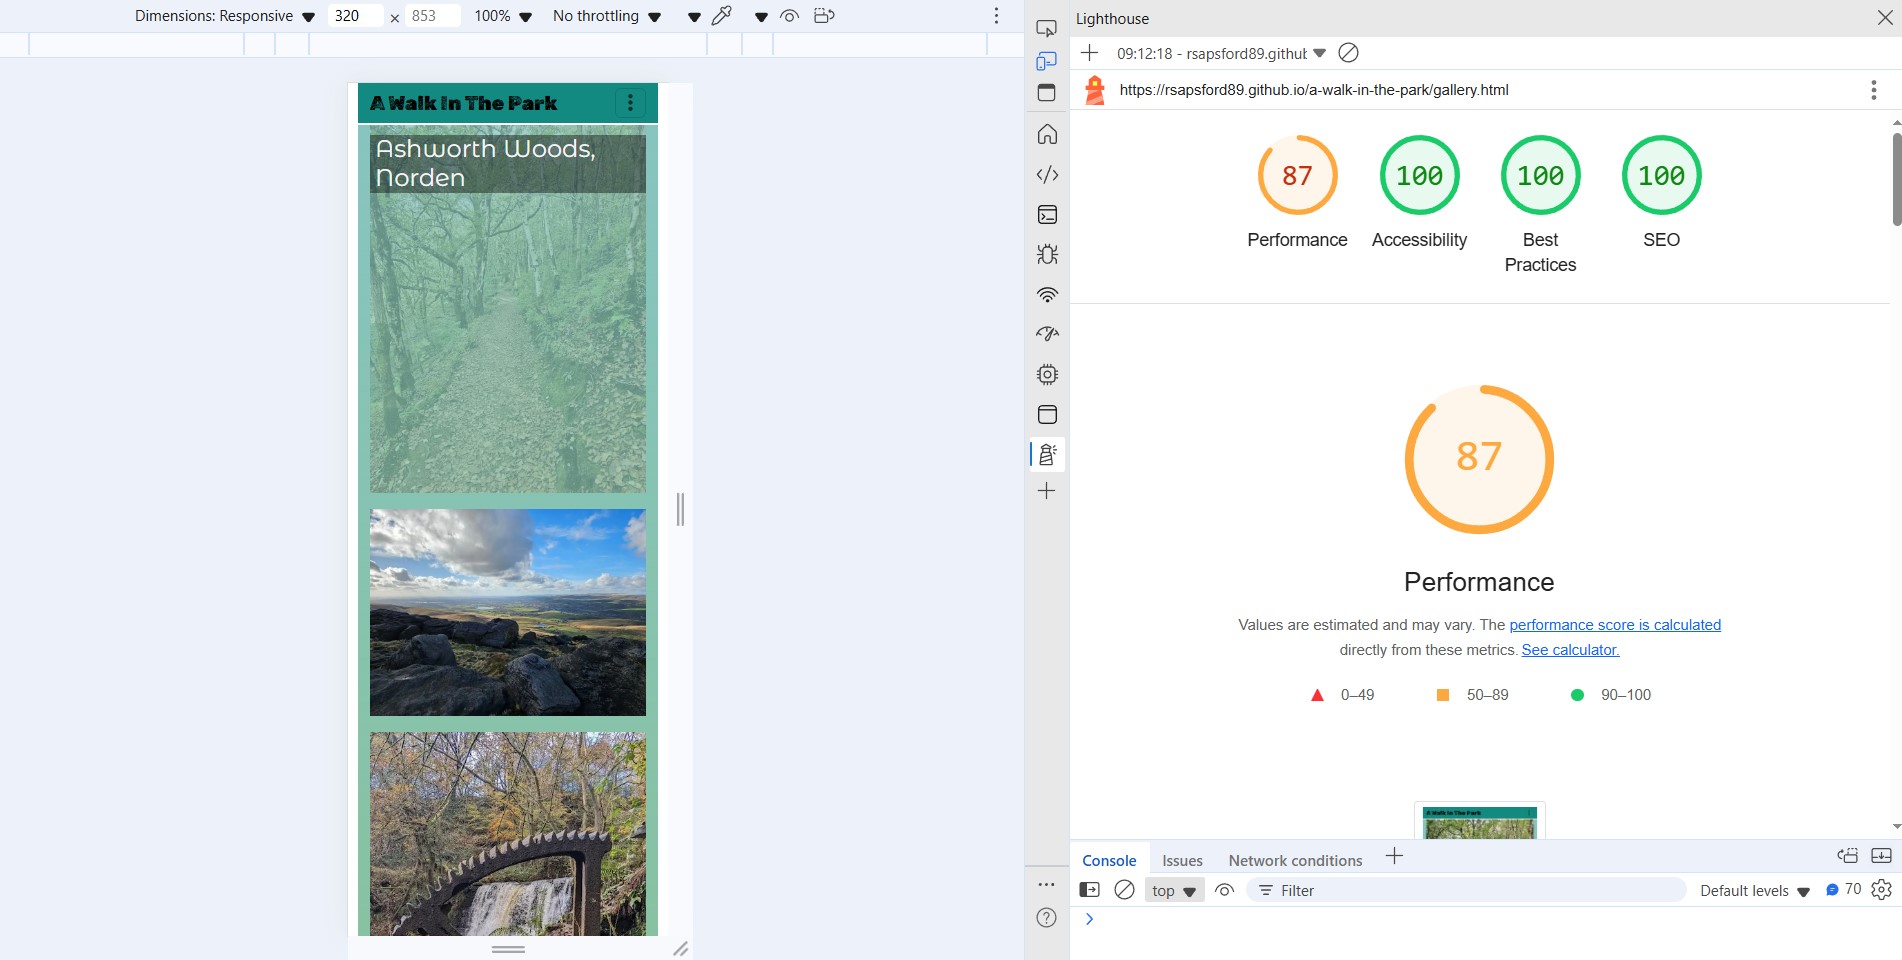 Dimensions: Responsive 320 × 853 100% No throttling
A Walk In The Park
Ashworth Woods,
Norden
Lighthouse
09:12:18 - rsapsford89.github
https://rsapsford89.github.io/a-walk-in-the-park/gallery.html
87 100 100 100
Performance Accessibility Best Practices SEO
87
Performance
Values are estimated and may vary. The performance score is calculated
directly from these metrics. See calculator.
0–49 50–89 90–100
A Walk In The Park
Console Issues Network conditions
top Filter Default levels 70